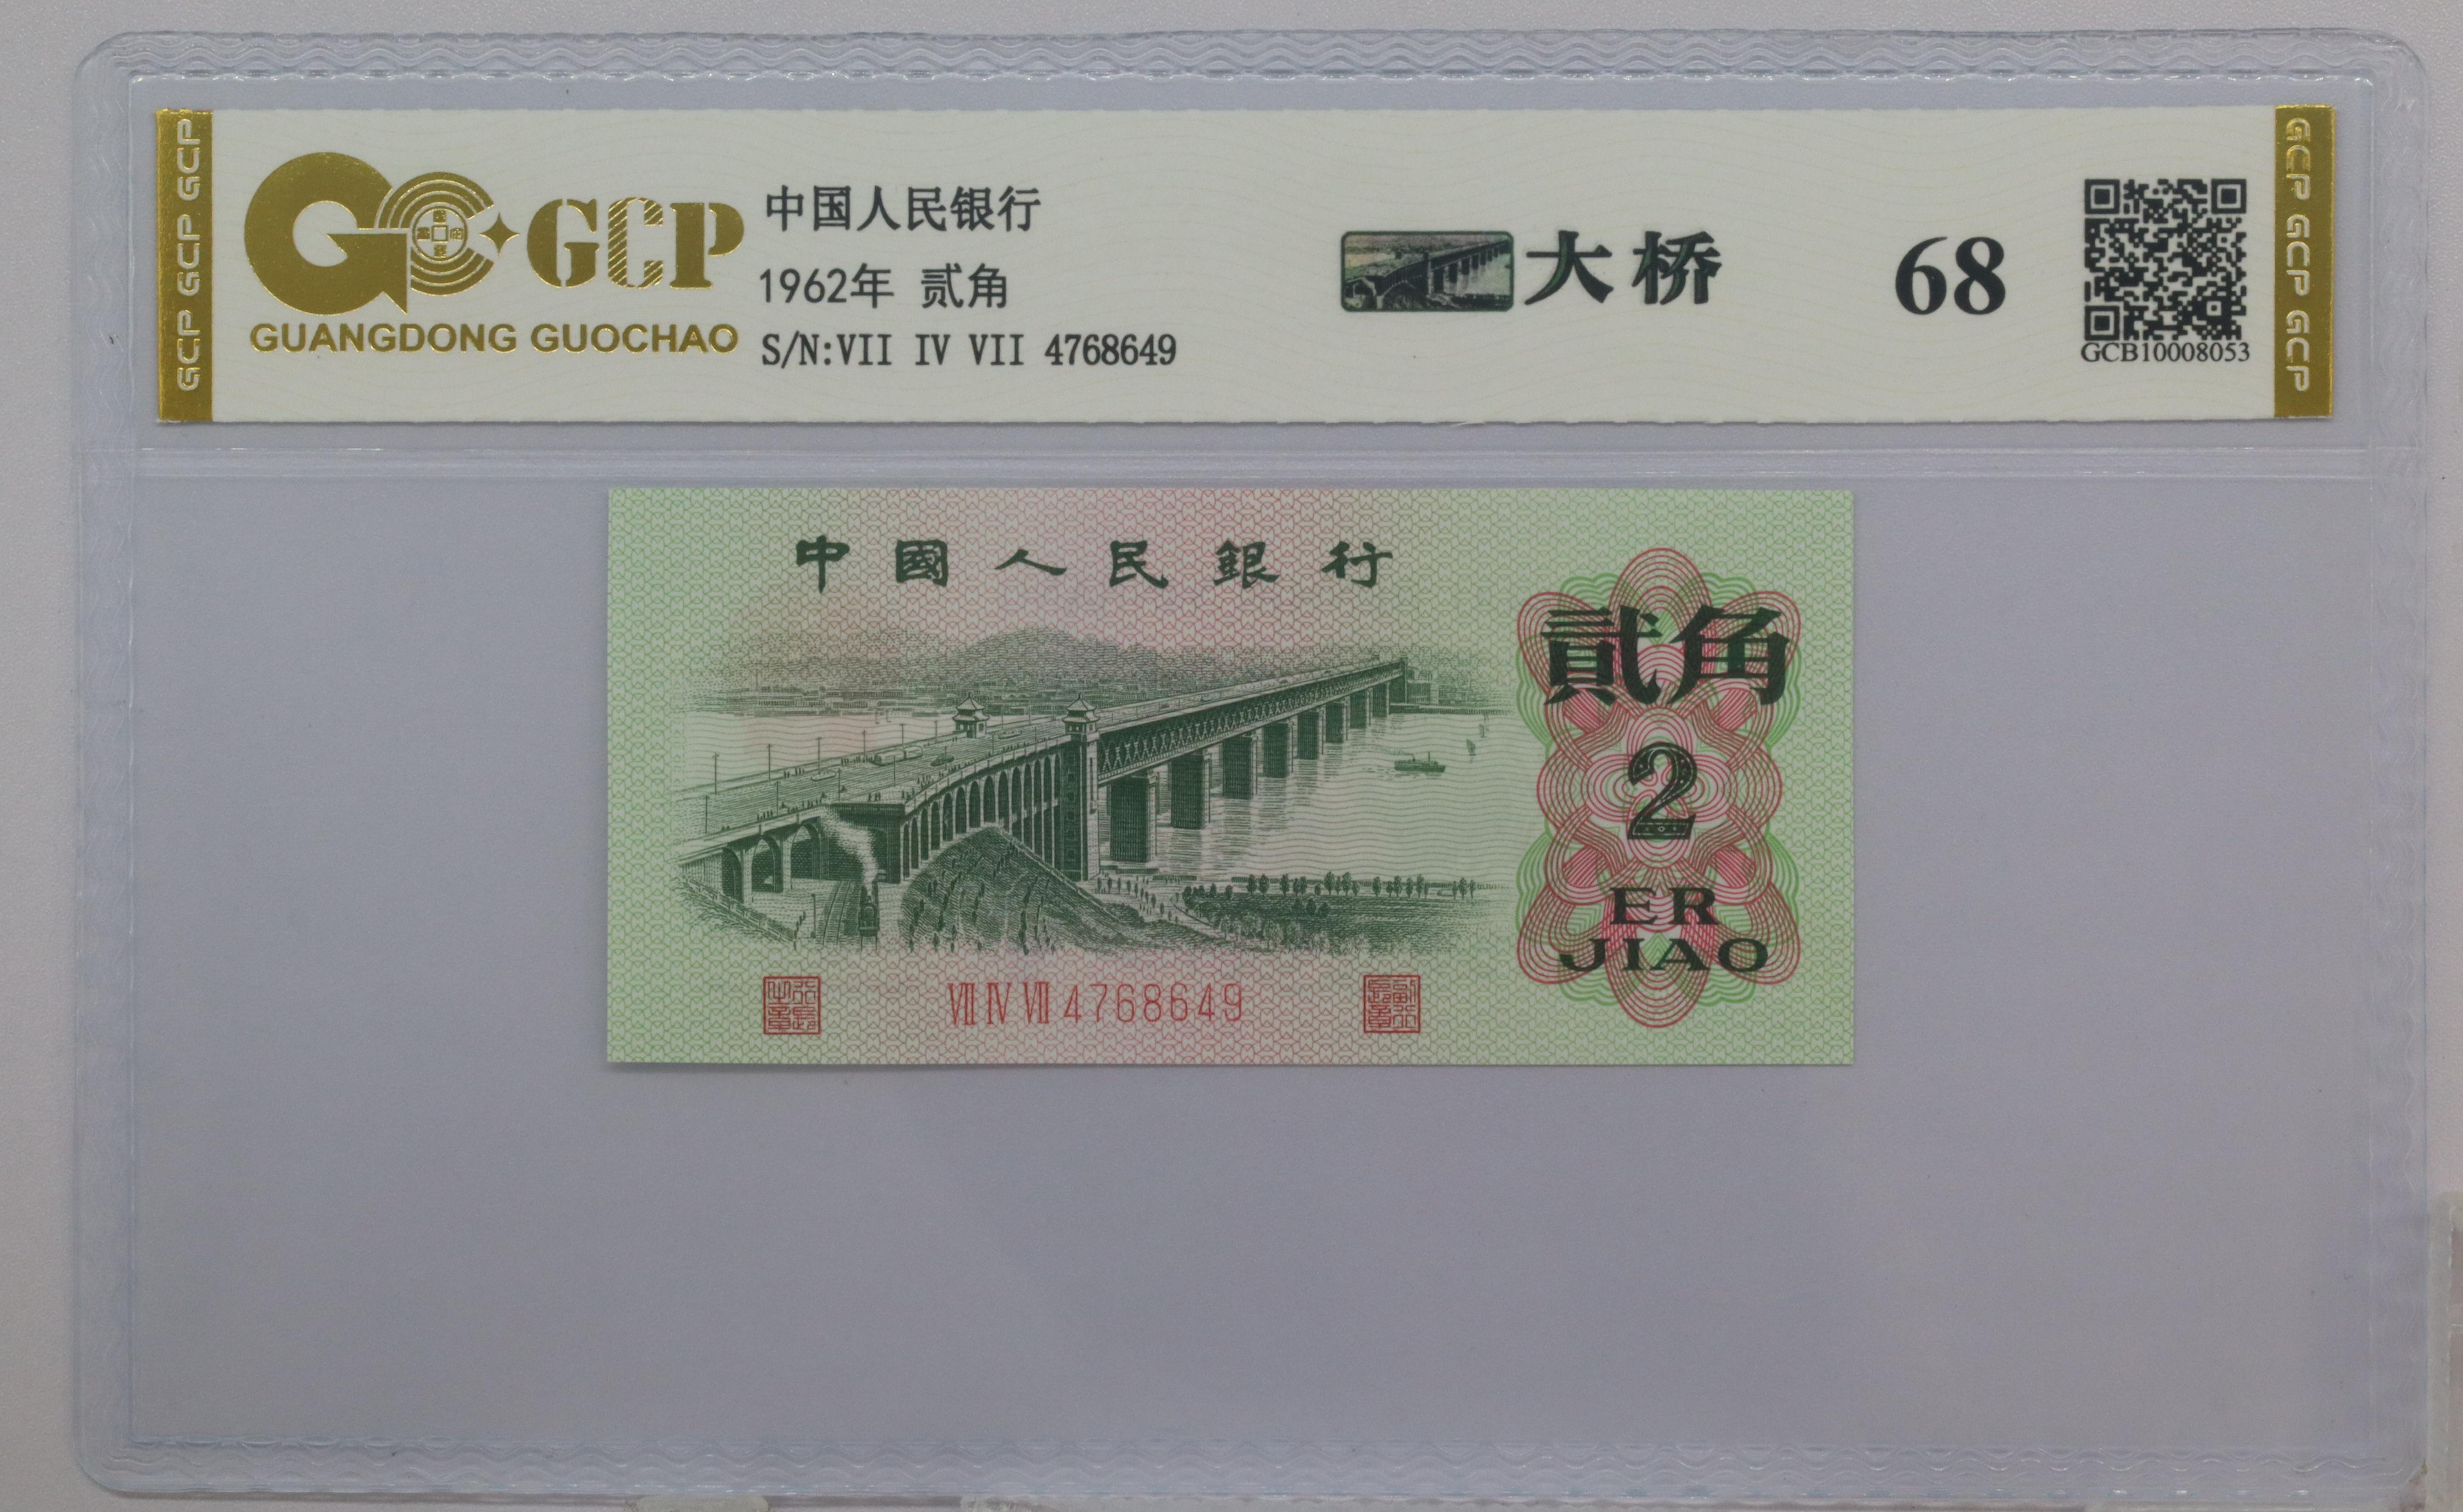 GCP GCP GCP
GCP
GUANGDONG GUOCHAO
中国人民银行
1962年 贰角
S/N:VII IV VII 4768649
大桥
68
GCB10008053
GCP GCP GCP
中國人民銀行
貳角
2
ER
JIAO
VII IV VII 4768649